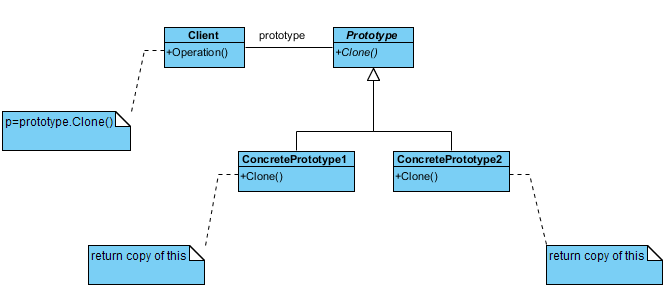 Client
prototype
Prototype
+Operation()
+Clone()
p=prototype.Clone()
ConcretePrototype1
ConcretePrototype2
+Clone()
+Clone()
return copy of this
return copy of this